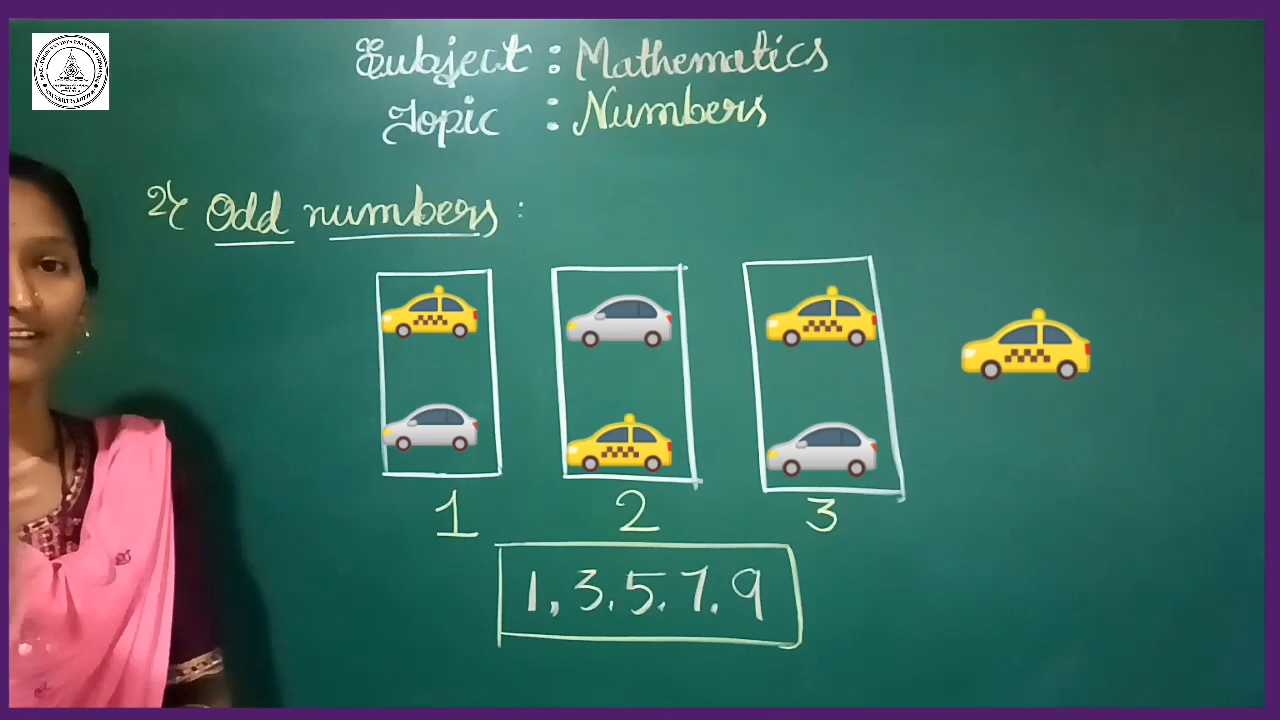 Subject : Mathematics
Topic : Numbers
2) Odd numbers :
1 2 3
1, 3. 5. 7. 9